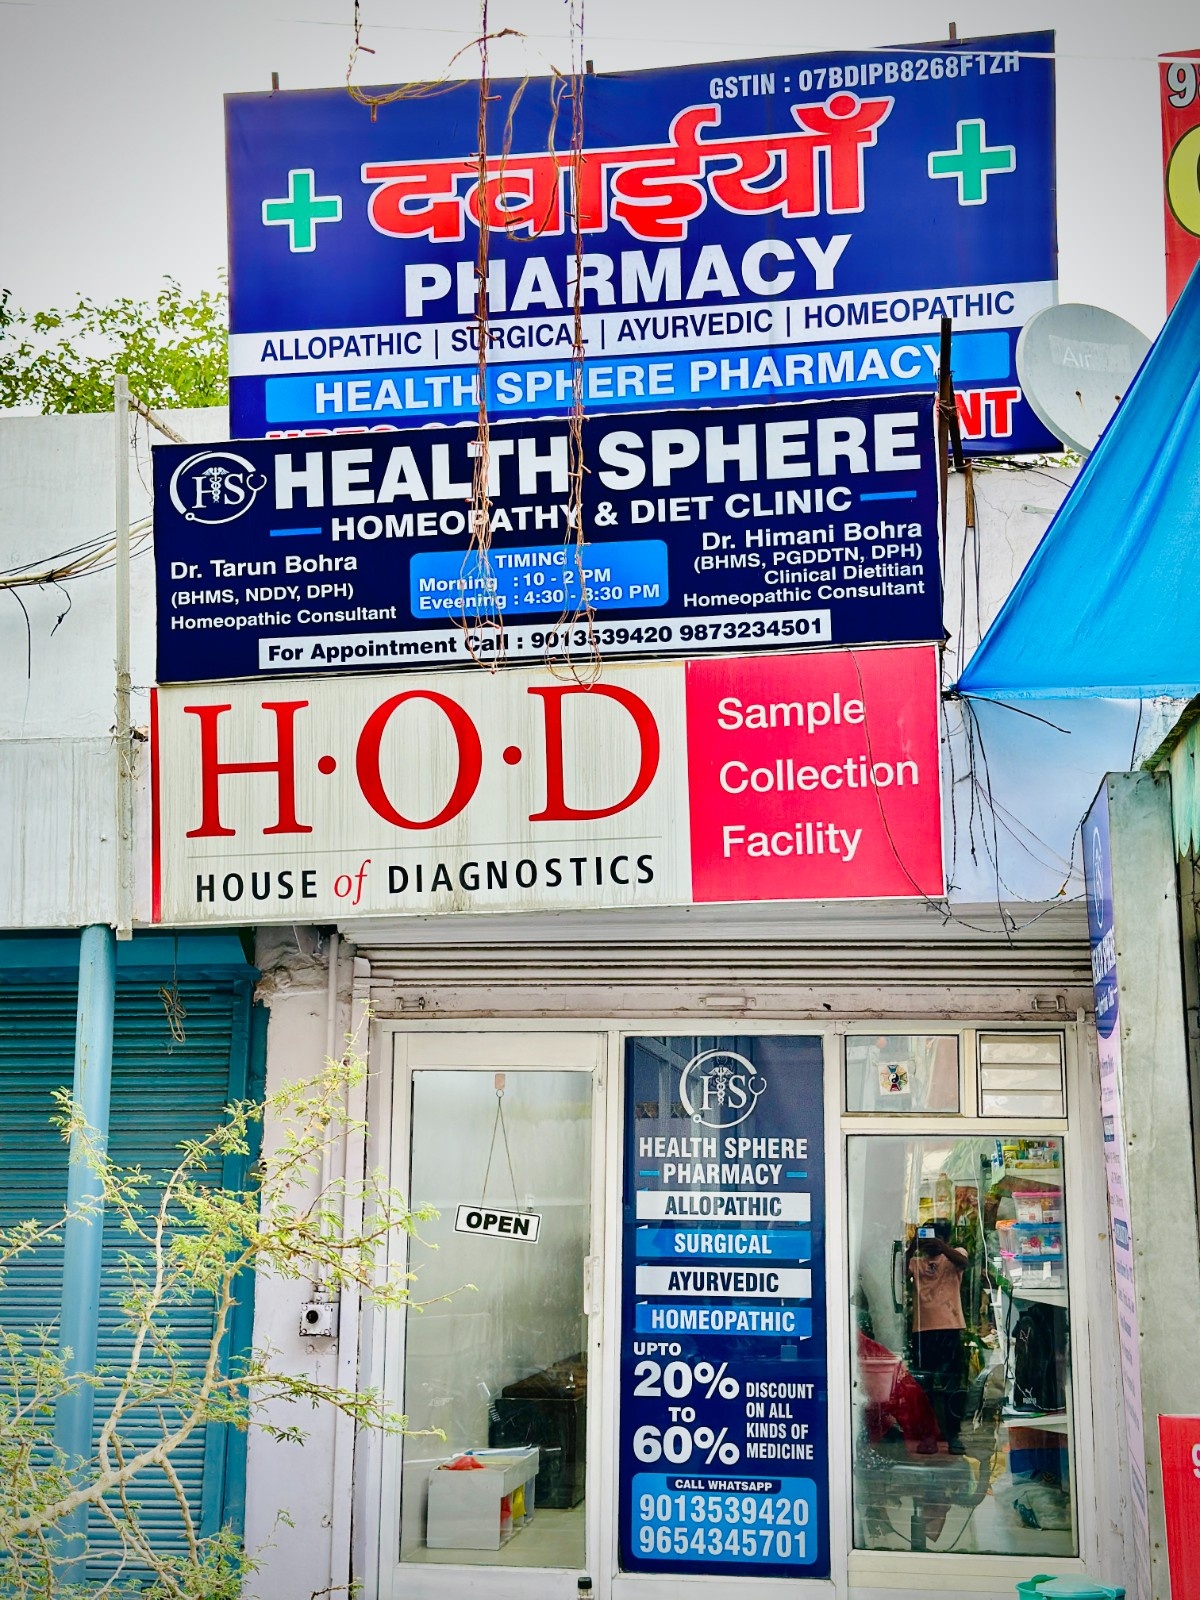 GSTIN : 07BDIPB8268F1ZH
दवाईयाँ
PHARMACY
ALLOPATHIC | SURGICAL | AYURVEDIC | HOMEOPATHIC
HEALTH SPHERE PHARMACY
HS HEALTH SPHERE
HOMEOPATHY & DIET CLINIC
Dr. Tarun Bohra
(BHMS, NDDY, DPH)
Homeopathic Consultant
TIMING :
Morning : 10 - 2 PM
Eveening : 4:30 - 8:30 PM
Dr. Himani Bohra
(BHMS, PGDDTN, DPH)
Clinical Dietitian
Homeopathic Consultant
For Appointment Call : 9013539420 9873234501
H·O·D
HOUSE of DIAGNOSTICS
Sample
Collection
Facility
Air
OPEN
HS
HEALTH SPHERE
PHARMACY
ALLOPATHIC
SURGICAL
AYURVEDIC
HOMEOPATHIC
UPTO
20%
TO
60%
DISCOUNT
ON ALL
KINDS OF
MEDICINE
CALL WHATSAPP
9013539420
9654345701